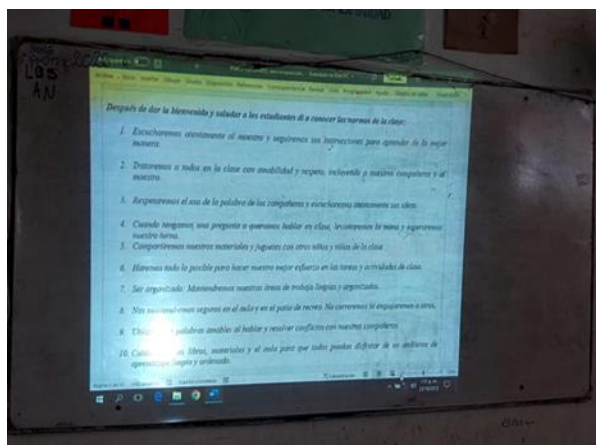 LOS
AN
Después de dar la bienvenida y saludar a los estudiantes di a conocer las normas de la clase:
1. Escucharemos atentamente al maestro y seguiremos sus instrucciones para aprender de la mejor
manera.
2. Trataremos a todos en la clase con amabilidad y respeto, incluyendo a nuestros compañeros y al
maestro.
3. Respetaremos el uso de la palabra de los compañeros y escucharemos atentamente sus ideas.
4. Cuando tengamos una pregunta o queramos hablar en clase, levantaremos la mano y esperaremos
nuestro turno.
5. Compartiremos nuestros materiales y juguetes con otros niños y niñas de la clase
6. Haremos todo lo posible para hacer nuestro mejor esfuerzo en las tareas y actividades de clase.
7. Ser organizado: Mantendremos nuestras áreas de trabajo limpias y organizadas.
8. Nos mantendremos seguros en el aula y en el patio de recreo. No correremos ni empujaremos a otros.
9. palabras amables al hablar y resolver conflictos con nuestros compañeros
10. libros, materiales y el aula para que todos puedan disfrutar de un ambiente de
aprendizaje limpio y ordenado.